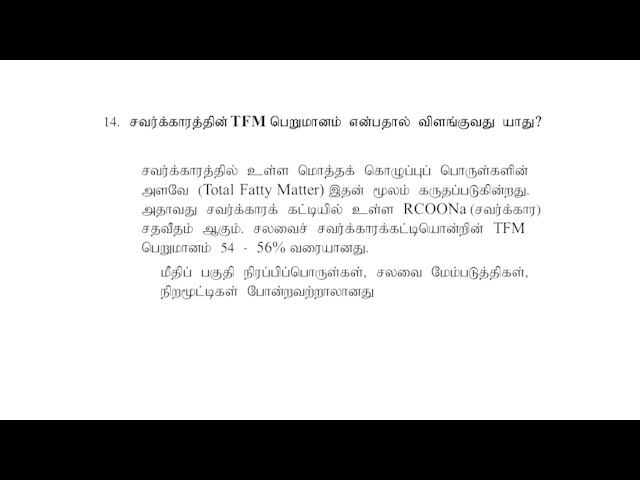 14. சவர்க்காரத்தின் TFM பெறுமானம் என்பதால் விளங்குவது யாது?
சவர்க்காரத்தில் உள்ள மொத்தக் கொழுப்புப் பொருள்களின்
அளவே (Total Fatty Matter) இதன் மூலம் கருதப்படுகின்றது.
அதாவது சவர்க்காரக் கட்டியில் உள்ள RCOONa (சவர்க்கார)
சதவீதம் ஆகும். சலவைச் சவர்க்காரக்கட்டியொன்றின் TFM
பெறுமானம் 54 - 56% வரையானது.
மீதிப் பகுதி நிரப்பிப்பொருள்கள், சலவை மேம்படுத்திகள்,
நிறமூட்டிகள் போன்றவற்றாலானது